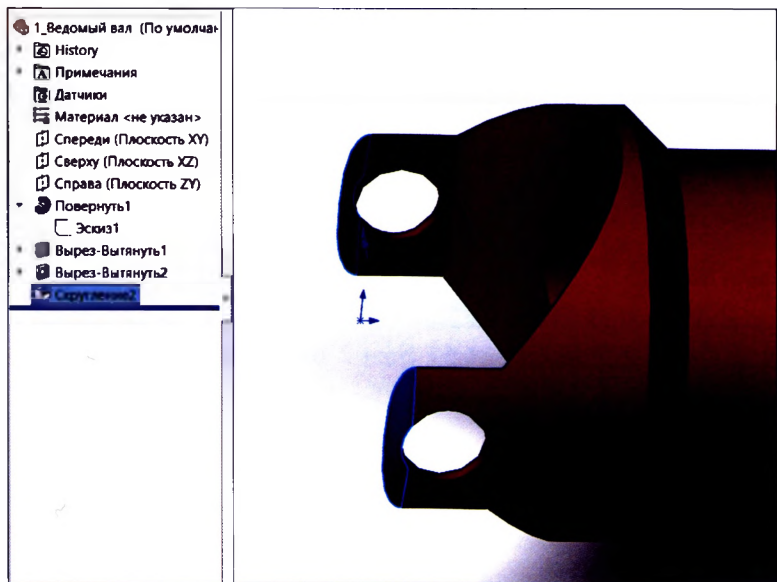 1_Ведомый вал (По умолчан
History
Примечания
Датчики
Материал <не указан>
Спереди (Плоскость XY)
Сверху (Плоскость XZ)
Справа (Плоскость ZY)
Повернуть1
Эскиз1
Вырез-Вытянуть1
Вырез-Вытянуть2
Скругление2